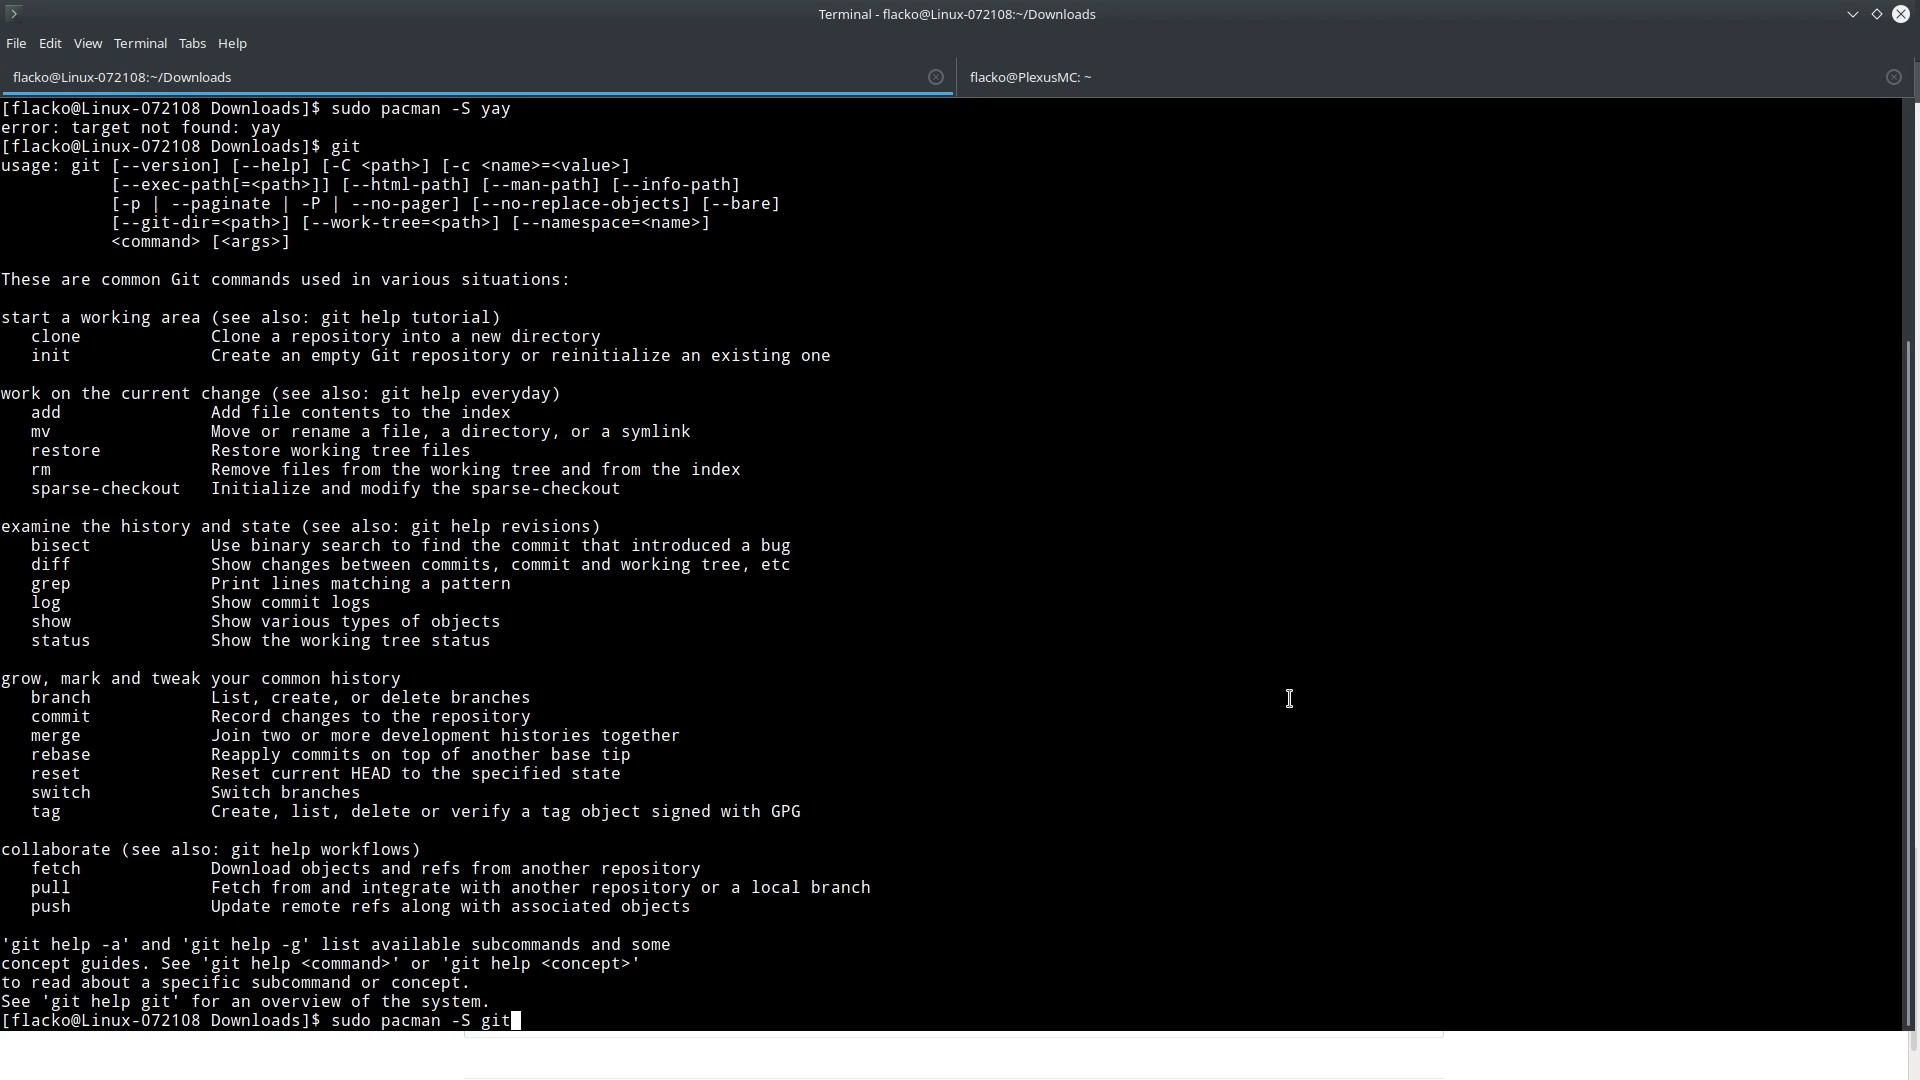 Terminal - flacko@Linux-072108:~/Downloads
File Edit View Terminal Tabs Help
flacko@Linux-072108:~/Downloads
flacko@PlexusMC: ~
[flacko@Linux-072108 Downloads]$ sudo pacman -S yay
error: target not found: yay
[flacko@Linux-072108 Downloads]$ git
usage: git [--version] [--help] [-C <path>] [-c <name>=<value>]
           [--exec-path[=<path>]] [--html-path] [--man-path] [--info-path]
           [-p | --paginate | -P | --no-pager] [--no-replace-objects] [--bare]
           [--git-dir=<path>] [--work-tree=<path>] [--namespace=<name>]
           <command> [<args>]

These are common Git commands used in various situations:

start a working area (see also: git help tutorial)
   clone             Clone a repository into a new directory
   init              Create an empty Git repository or reinitialize an existing one

work on the current change (see also: git help everyday)
   add               Add file contents to the index
   mv                Move or rename a file, a directory, or a symlink
   restore           Restore working tree files
   rm                Remove files from the working tree and from the index
   sparse-checkout   Initialize and modify the sparse-checkout

examine the history and state (see also: git help revisions)
   bisect            Use binary search to find the commit that introduced a bug
   diff              Show changes between commits, commit and working tree, etc
   grep              Print lines matching a pattern
   log               Show commit logs
   show              Show various types of objects
   status            Show the working tree status

grow, mark and tweak your common history
   branch            List, create, or delete branches
   commit            Record changes to the repository
   merge             Join two or more development histories together
   rebase            Reapply commits on top of another base tip
   reset             Reset current HEAD to the specified state
   switch            Switch branches
   tag               Create, list, delete or verify a tag object signed with GPG

collaborate (see also: git help workflows)
   fetch             Download objects and refs from another repository
   pull              Fetch from and integrate with another repository or a local branch
   push              Update remote refs along with associated objects

'git help -a' and 'git help -g' list available subcommands and some
concept guides. See 'git help <command>' or 'git help <concept>'
to read about a specific subcommand or concept.
See 'git help git' for an overview of the system.
[flacko@Linux-072108 Downloads]$ sudo pacman -S git